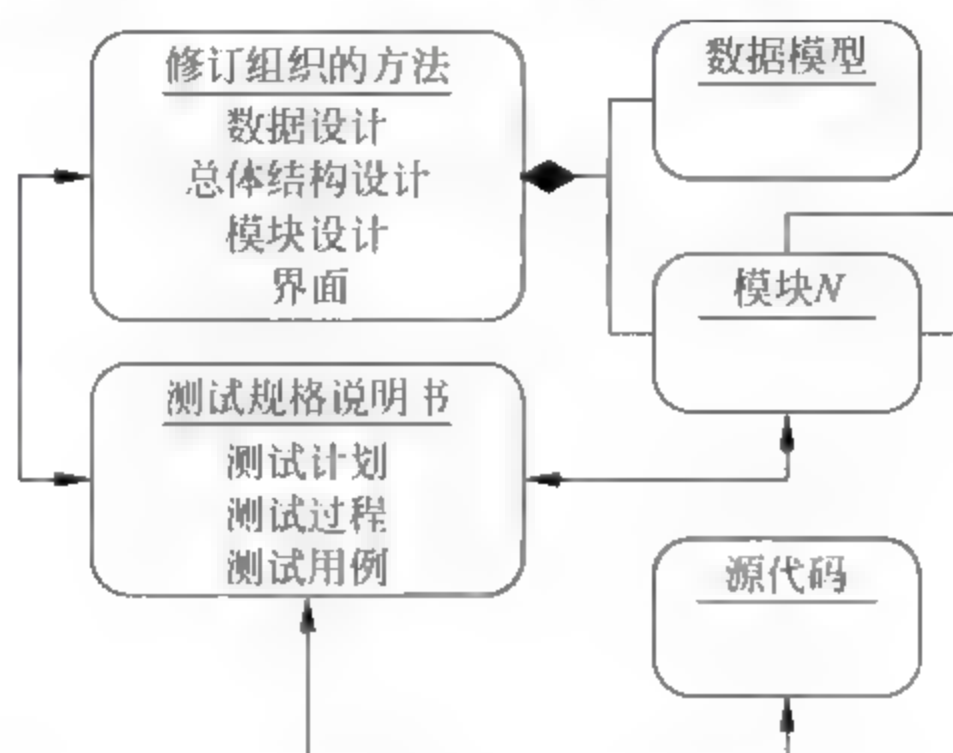 修订组织的方法
数据设计
总体结构设计
模块设计
界面
数据模型
模块N
测试规格说明书
测试计划
测试过程
测试用例
源代码